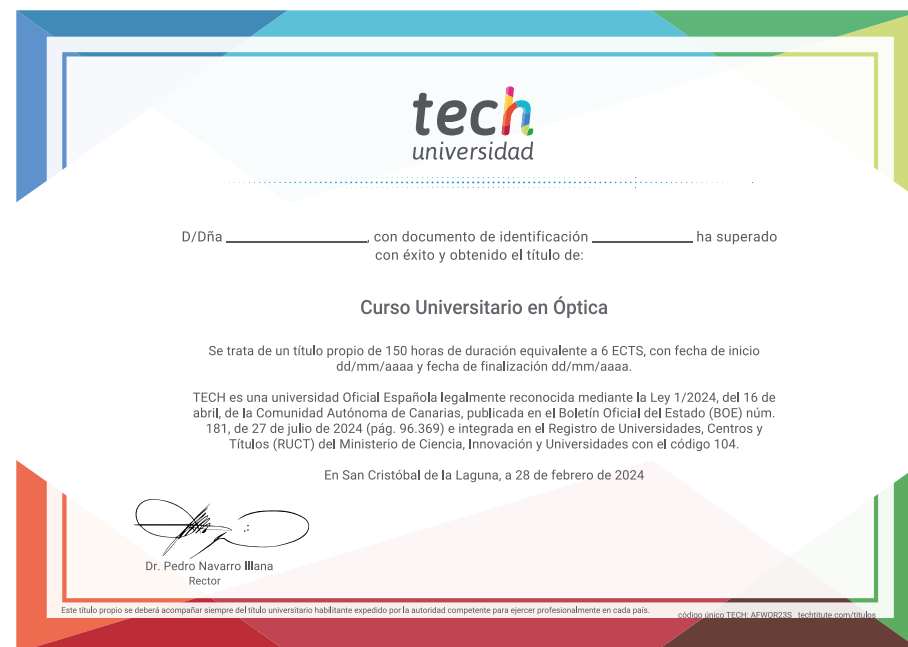 tech
universidad
D/Dña ____________________, con documento de identificación ______________ ha superado
con éxito y obtenido el título de:
Curso Universitario en Óptica
Se trata de un título propio de 150 horas de duración equivalente a 6 ECTS, con fecha de inicio
dd/mm/aaaa y fecha de finalización dd/mm/aaaa.
TECH es una universidad Oficial Española legalmente reconocida mediante la Ley 1/2024, del 16 de
abril, de la Comunidad Autónoma de Canarias, publicada en el Boletín Oficial del Estado (BOE) núm.
181, de 27 de julio de 2024 (pág. 96.369) e integrada en el Registro de Universidades, Centros y
Títulos (RUCT) del Ministerio de Ciencia, Innovación y Universidades con el código 104.
En San Cristóbal de la Laguna, a 28 de febrero de 2024
Dr. Pedro Navarro Illana
Rector
Este título propio se deberá acompañar siempre del título universitario habilitante expedido por la autoridad competente para ejercer profesionalmente en cada país.
código único TECH: AFWOR23S techtitute.com/titulos